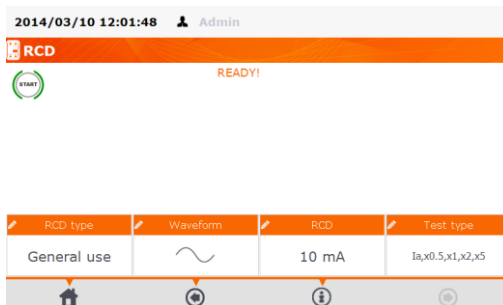 2014/03/10 12:01:48 Admin
RCD
READY!
START
RCD type Waveform RCD Test type
General use 10 mA Ia,x0.5,x1,x2,x5